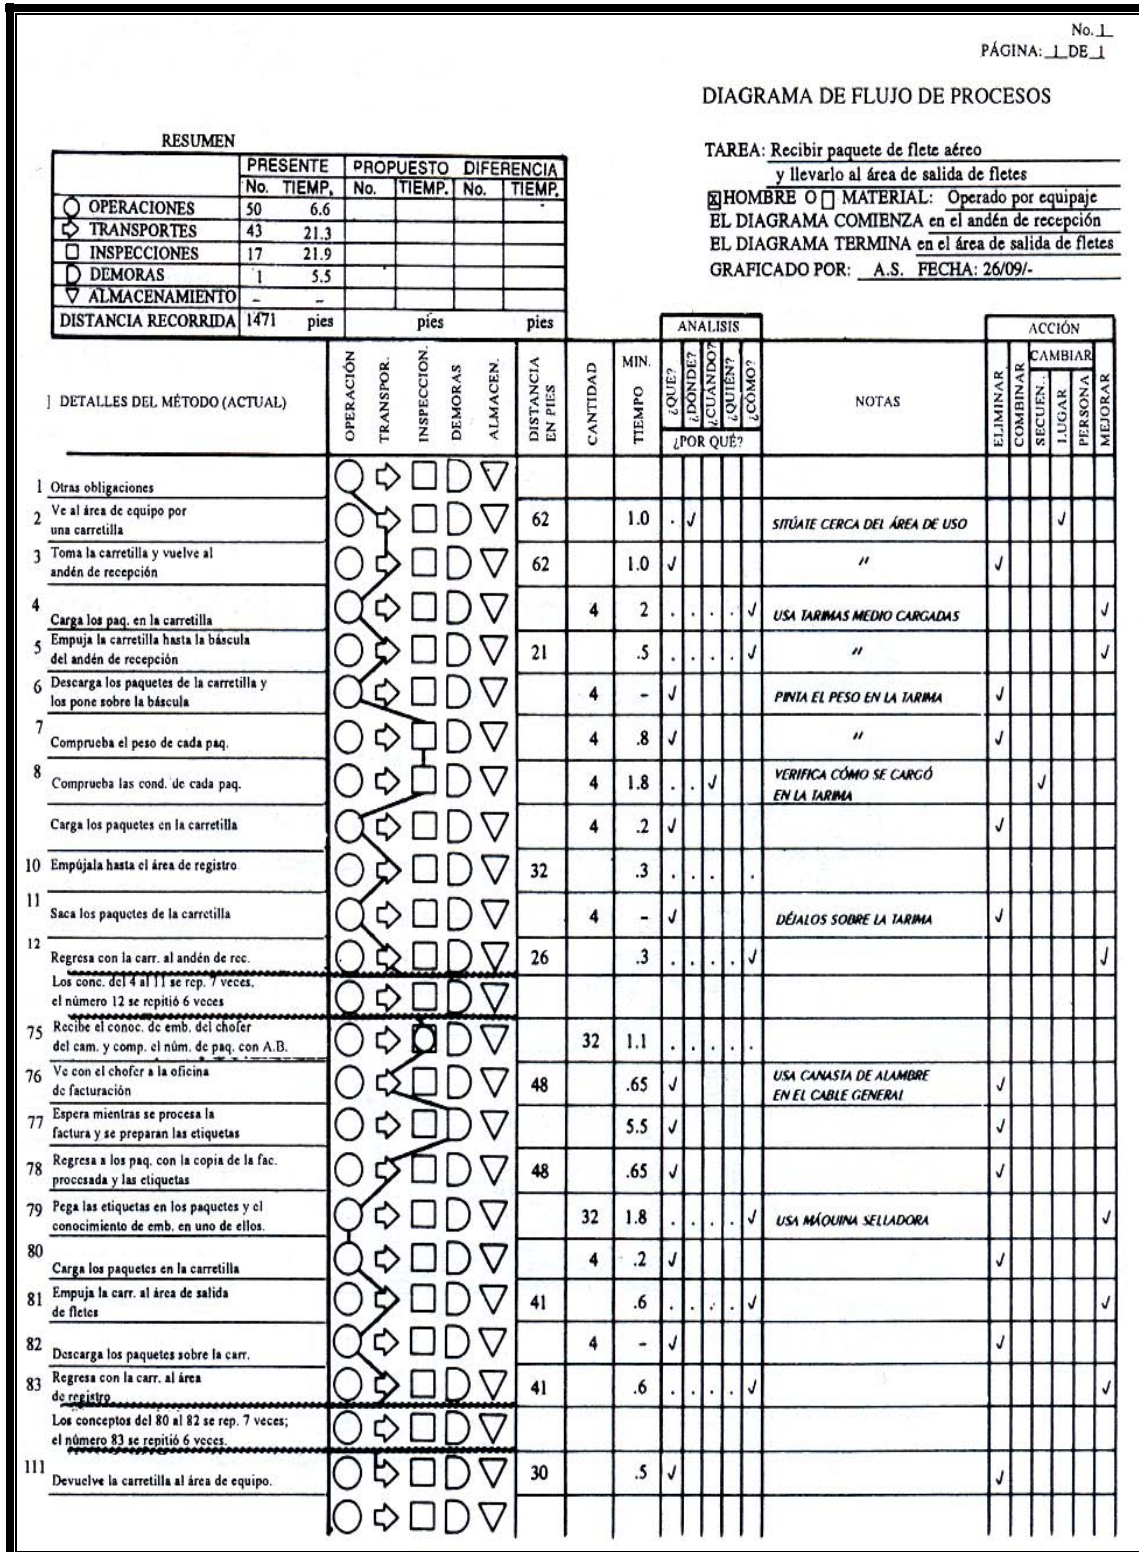 No. 1
PÁGINA: 1 DE 1
DIAGRAMA DE FLUJO DE PROCESOS
RESUMEN
PRESENTE PROPUESTO DIFERENCIA
No. TIEMP. No. TIEMP. No. TIEMP.
OPERACIONES 50 6.6
TRANSPORTES 43 21.3
INSPECCIONES 17 21.9
DEMORAS 1 5.5
ALMACENAMIENTO - -
DISTANCIA RECORRIDA 1471 pies pies pies
TAREA: Recibir paquete de flete aéreo
y llevarlo al área de salida de fletes
HOMBRE O MATERIAL: Operado por equipaje
EL DIAGRAMA COMIENZA en el andén de recepción
EL DIAGRAMA TERMINA en el área de salida de fletes
GRAFICADO POR: A.S. FECHA: 26/09/-
DETALLES DEL MÉTODO (ACTUAL)
OPERACIÓN
TRANSPOR.
INSPECCION.
DEMORAS
ALMACEN.
DISTANCIA
EN PIES
CANTIDAD
MIN.
TIEMPO
ANALISIS
¿QUE?
¿DÓNDE?
¿CUÁNDO?
¿QUIÉN?
¿CÓMO?
¿POR QUÉ?
NOTAS
ACCIÓN
CAMBIAR
ELIMINAR
COMBINAR
SECUEN..
LUGAR
PERSONA
MEJORAR
1 Otras obligaciones
2 Ve al área de equipo por
una carretilla
62 1.0 . √ SITÚATE CERCA DEL ÁREA DE USO √
3 Toma la carretilla y vuelve al
andén de recepción
62 1.0 √ " √
4 Carga los paq. en la carretilla
4 2 . . . . √ USA TARIMAS MEDIO CARGADAS √
5 Empuja la carretilla hasta la báscula
del andén de recepción
21 .5 . . . . √ " √
6 Descarga los paquetes de la carretilla y
los pone sobre la báscula
4 - √ PINTA EL PESO EN LA TARIMA √
7 Comprueba el peso de cada paq.
4 .8 √ " √
8 Comprueba las cond. de cada paq.
4 1.8 . . √ VERIFICA CÓMO SE CARGÓ
EN LA TARIMA √
Carga los paquetes en la carretilla
4 .2 √ √
10 Empújala hasta el área de registro
32 .3 . . . . .
11 Saca los paquetes de la carretilla
4 - √ DÉJALOS SOBRE LA TARIMA √
12 Regresa con la carr. al andén de rec.
26 .3 . . . . √ √
Los conc. del 4 al 11 se rep. 7 veces,
el número 12 se repitió 6 veces
75 Recibe el conoc. de emb. del chofer
del cam. y comp. el núm. de paq. con A.B.
32 1.1 . . . . .
76 Ve con el chofer a la oficina
de facturación
48 .65 √ USA CANASTA DE ALAMBRE
EN EL CABLE GENERAL √
77 Espera mientras se procesa la
factura y se preparan las etiquetas
5.5 √ √
78 Regresa a los paq. con la copia de la fac.
procesada y las etiquetas
48 .65 √ √
79 Pega las etiquetas en los paquetes y el
conocimiento de emb. en uno de ellos.
32 1.8 . . . . √ USA MÁQUINA SELLADORA √
80 Carga los paquetes en la carretilla
4 .2 √ √
81 Empuja la carr. al área de salida
de fletes
41 .6 . . . . √ √
82 Descarga los paquetes sobre la carr.
4 - √ √
83 Regresa con la carr. al área
de registro
41 .6 . . . . √ √
Los conceptos del 80 al 82 se rep. 7 veces;
el número 83 se repitió 6 veces.
111 Devuelve la carretilla al área de equipo.
30 .5 √ √